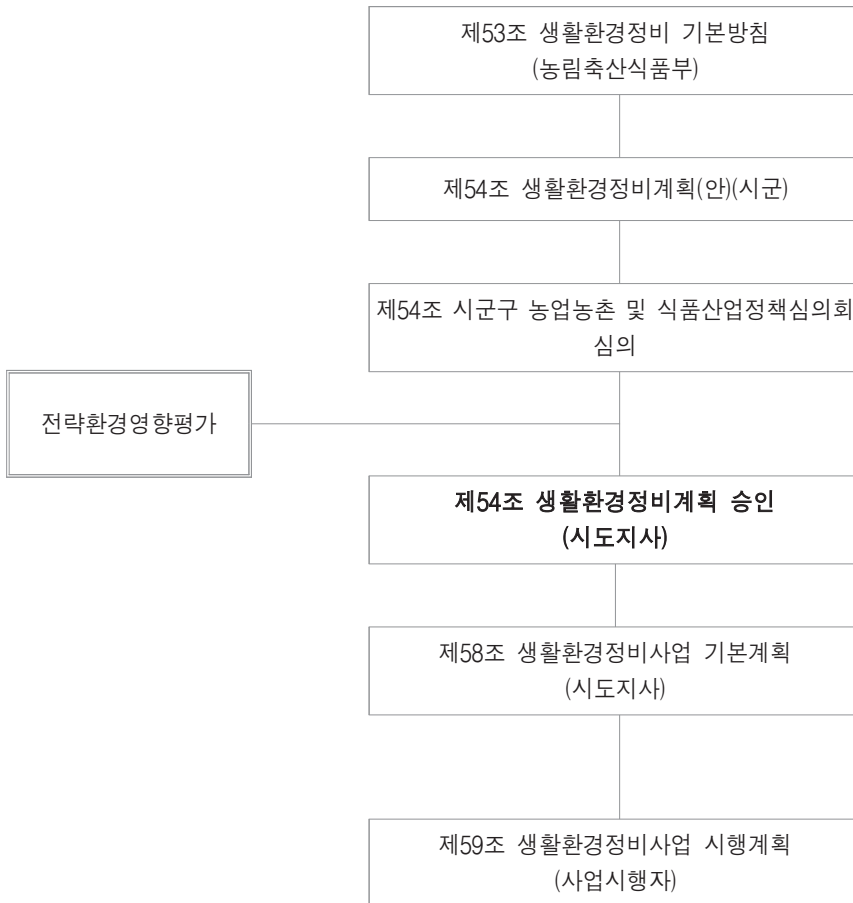 제53조 생활환경정비 기본방침
(농림축산식품부)
제54조 생활환경정비계획(안)(시군)
제54조 시군구 농업농촌 및 식품산업정책심의회
심의
전략환경영향평가
제54조 생활환경정비계획 승인
(시도지사)
제58조 생활환경정비사업 기본계획
(시도지사)
제59조 생활환경정비사업 시행계획
(사업시행자)